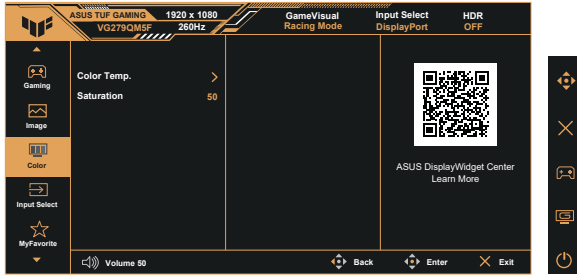 ASUS TUF GAMING 1920 x 1080
VG279QM5F 260Hz
GameVisual
Racing Mode
Input Select
DisplayPort
HDR
OFF
Gaming
Image
Color
Input Select
MyFavorite
Color Temp.
Saturation 50
ASUS DisplayWidget Center
Learn More
Volume 50
Back
Enter
Exit